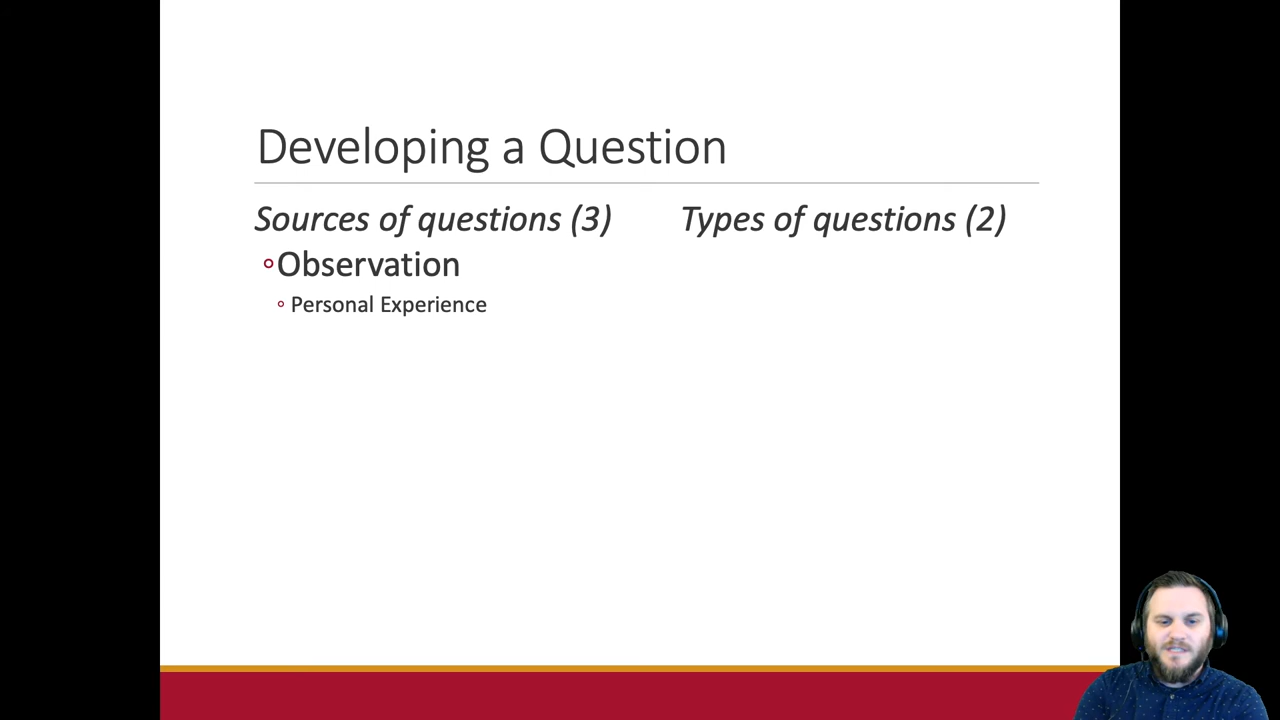 Developing a Question
Sources of questions (3)
Types of questions (2)
Observation
Personal Experience